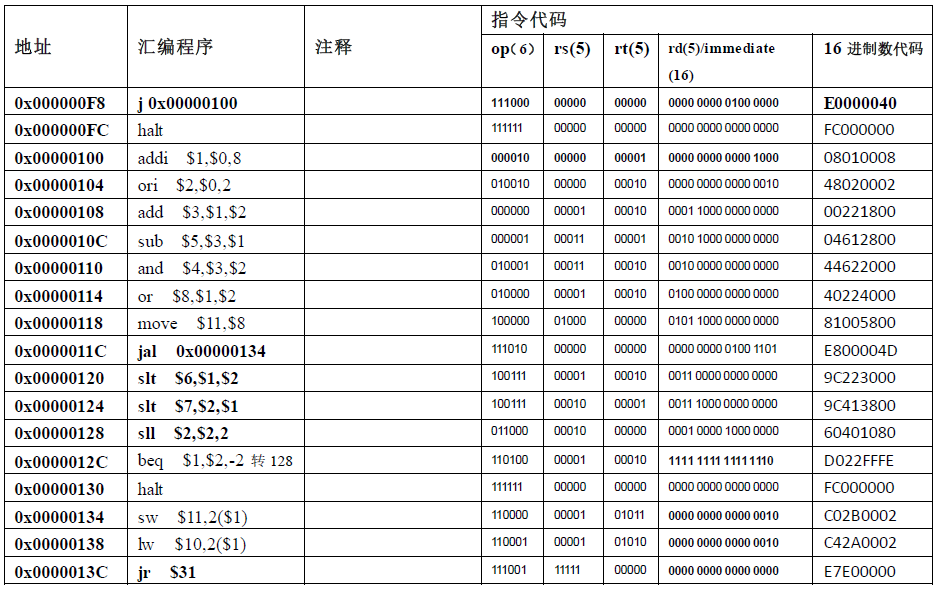 地址 汇编程序 注释 指令代码
op（6） rs(5) rt(5) rd(5)/immediate (16) 16 进制数代码
0x000000F8 j 0x00000100 111000 00000 00000 0000 0000 0100 0000 E0000040
0x000000FC halt 111111 00000 00000 0000 0000 0000 0000 FC000000
0x00000100 addi $1,$0,8 000010 00000 00001 0000 0000 0000 1000 08010008
0x00000104 ori $2,$0,2 010010 00000 00010 0000 0000 0000 0010 48020002
0x00000108 add $3,$1,$2 000000 00001 00010 0001 1000 0000 0000 00221800
0x0000010C sub $5,$3,$1 000001 00011 00001 0010 1000 0000 0000 04612800
0x00000110 and $4,$3,$2 010001 00011 00010 0010 0000 0000 0000 44622000
0x00000114 or $8,$1,$2 010000 00001 00010 0100 0000 0000 0000 40224000
0x00000118 move $11,$8 100000 01000 00000 0101 1000 0000 0000 81005800
0x0000011C jal 0x00000134 111010 00000 00000 0000 0000 0100 1101 E800004D
0x00000120 slt $6,$1,$2 100111 00001 00010 0011 0000 0000 0000 9C223000
0x00000124 slt $7,$2,$1 100111 00010 00001 0011 1000 0000 0000 9C413800
0x00000128 sll $2,$2,2 011000 00010 00000 0001 0000 1000 0000 60401080
0x0000012C beq $1,$2,-2 转 128 110100 00001 00010 1111 1111 1111 1110 D022FFFE
0x00000130 halt 111111 00000 00000 0000 0000 0000 0000 FC000000
0x00000134 sw $11,2($1) 110000 00001 01011 0000 0000 0000 0010 C02B0002
0x00000138 lw $10,2($1) 110001 00001 01010 0000 0000 0000 0010 C42A0002
0x0000013C jr $31 111001 11111 00000 0000 0000 0000 0000 E7E00000